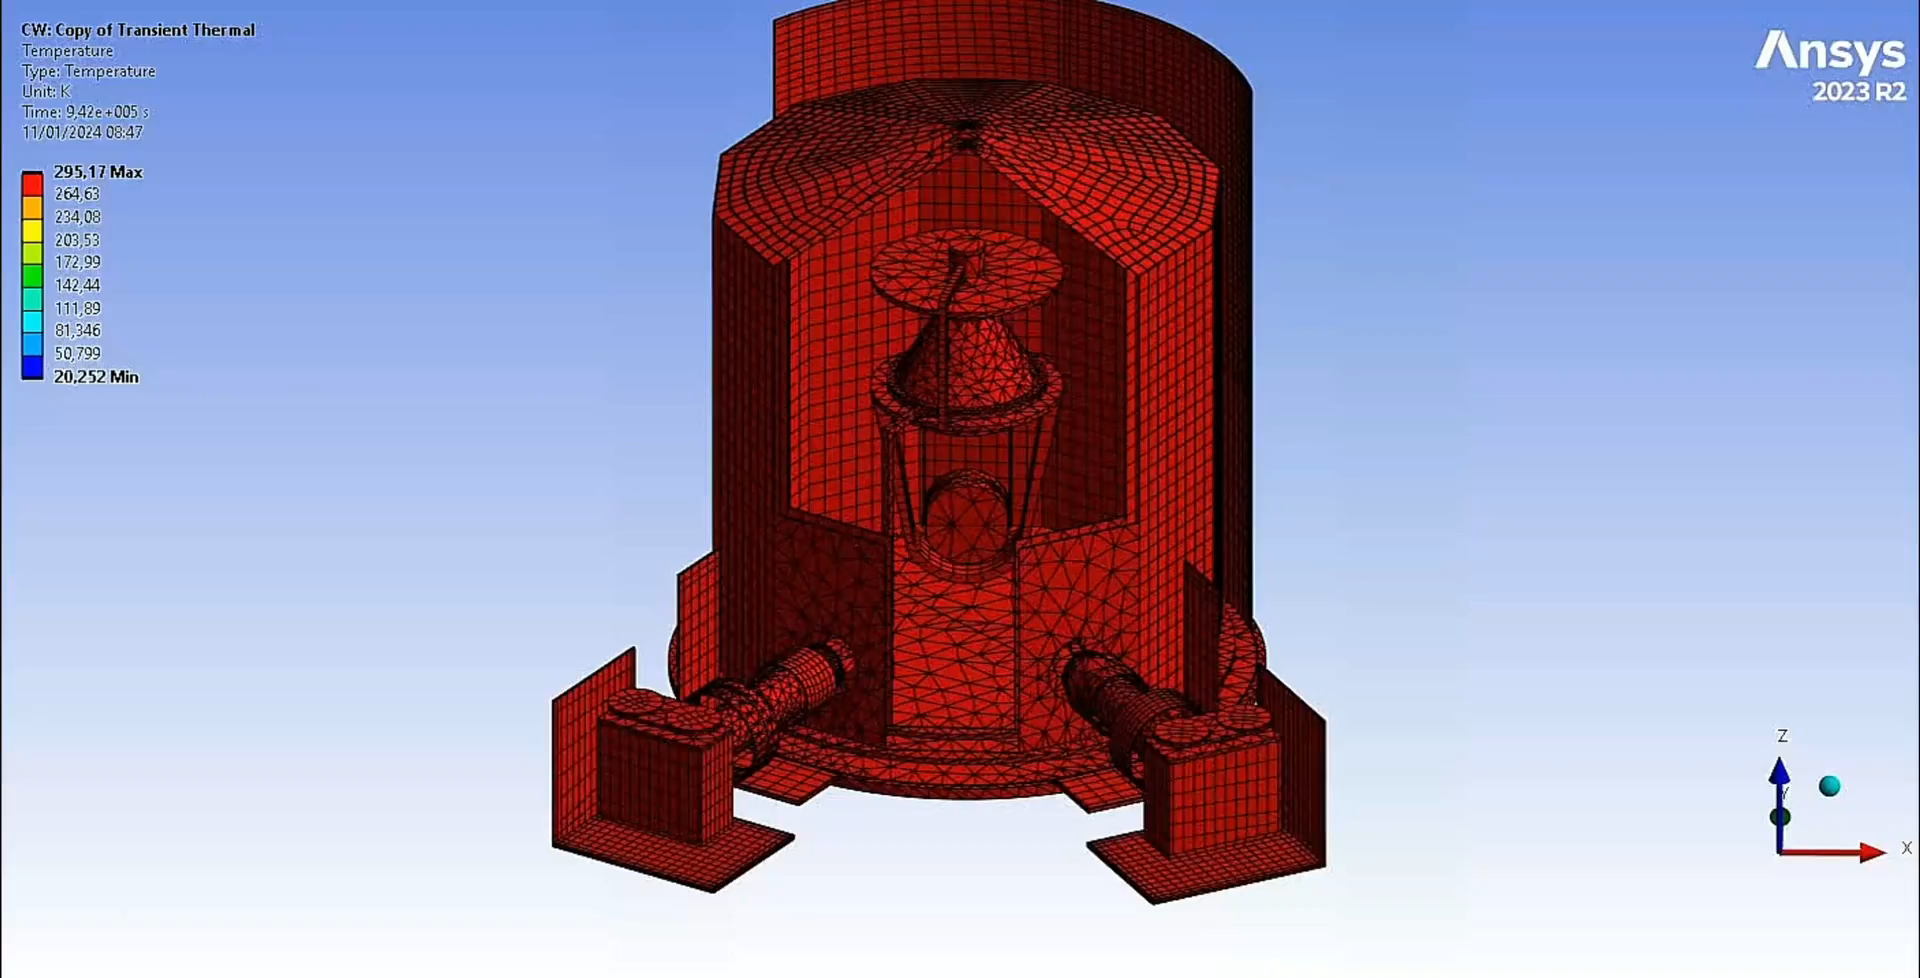 CW: Copy of Transient Thermal
Temperature
Type: Temperature
Unit: K
Time: 9,42e+005 s
11/01/2024 08:47
295,17 Max
264,63
234,08
203,53
172,99
142,44
111,89
81,346
50,799
20,252 Min
Ansys
2023 R2
Z
Y
X